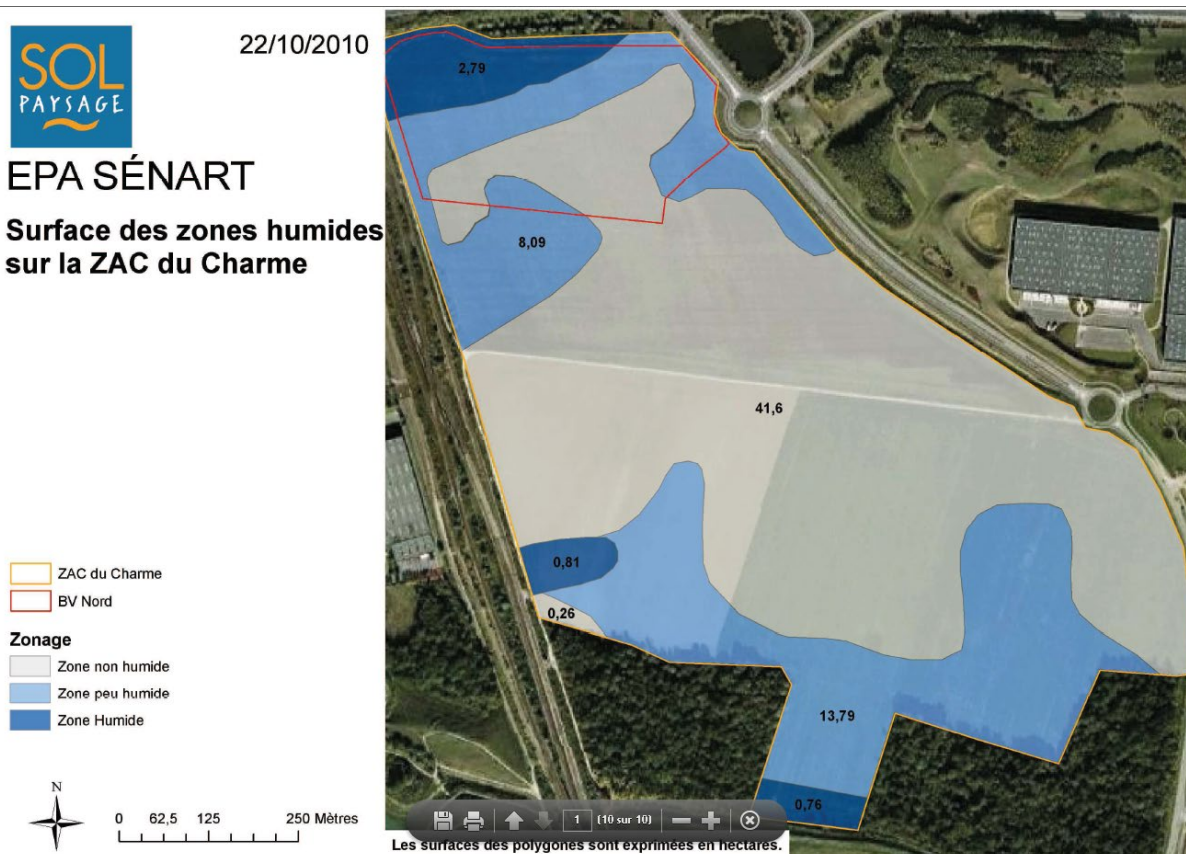 SOL
PAYSAGE
22/10/2010
EPA SÉNART
Surface des zones humides
sur la ZAC du Charme
ZAC du Charme
BV Nord
Zonage
Zone non humide
Zone peu humide
Zone Humide
N
0 62,5 125 250 Mètres
2,79
8,09
41,6
0,81
0,26
13,79
0,76
1 (10 sur 10)
Les surfaces des polygones sont exprimées en hectares.